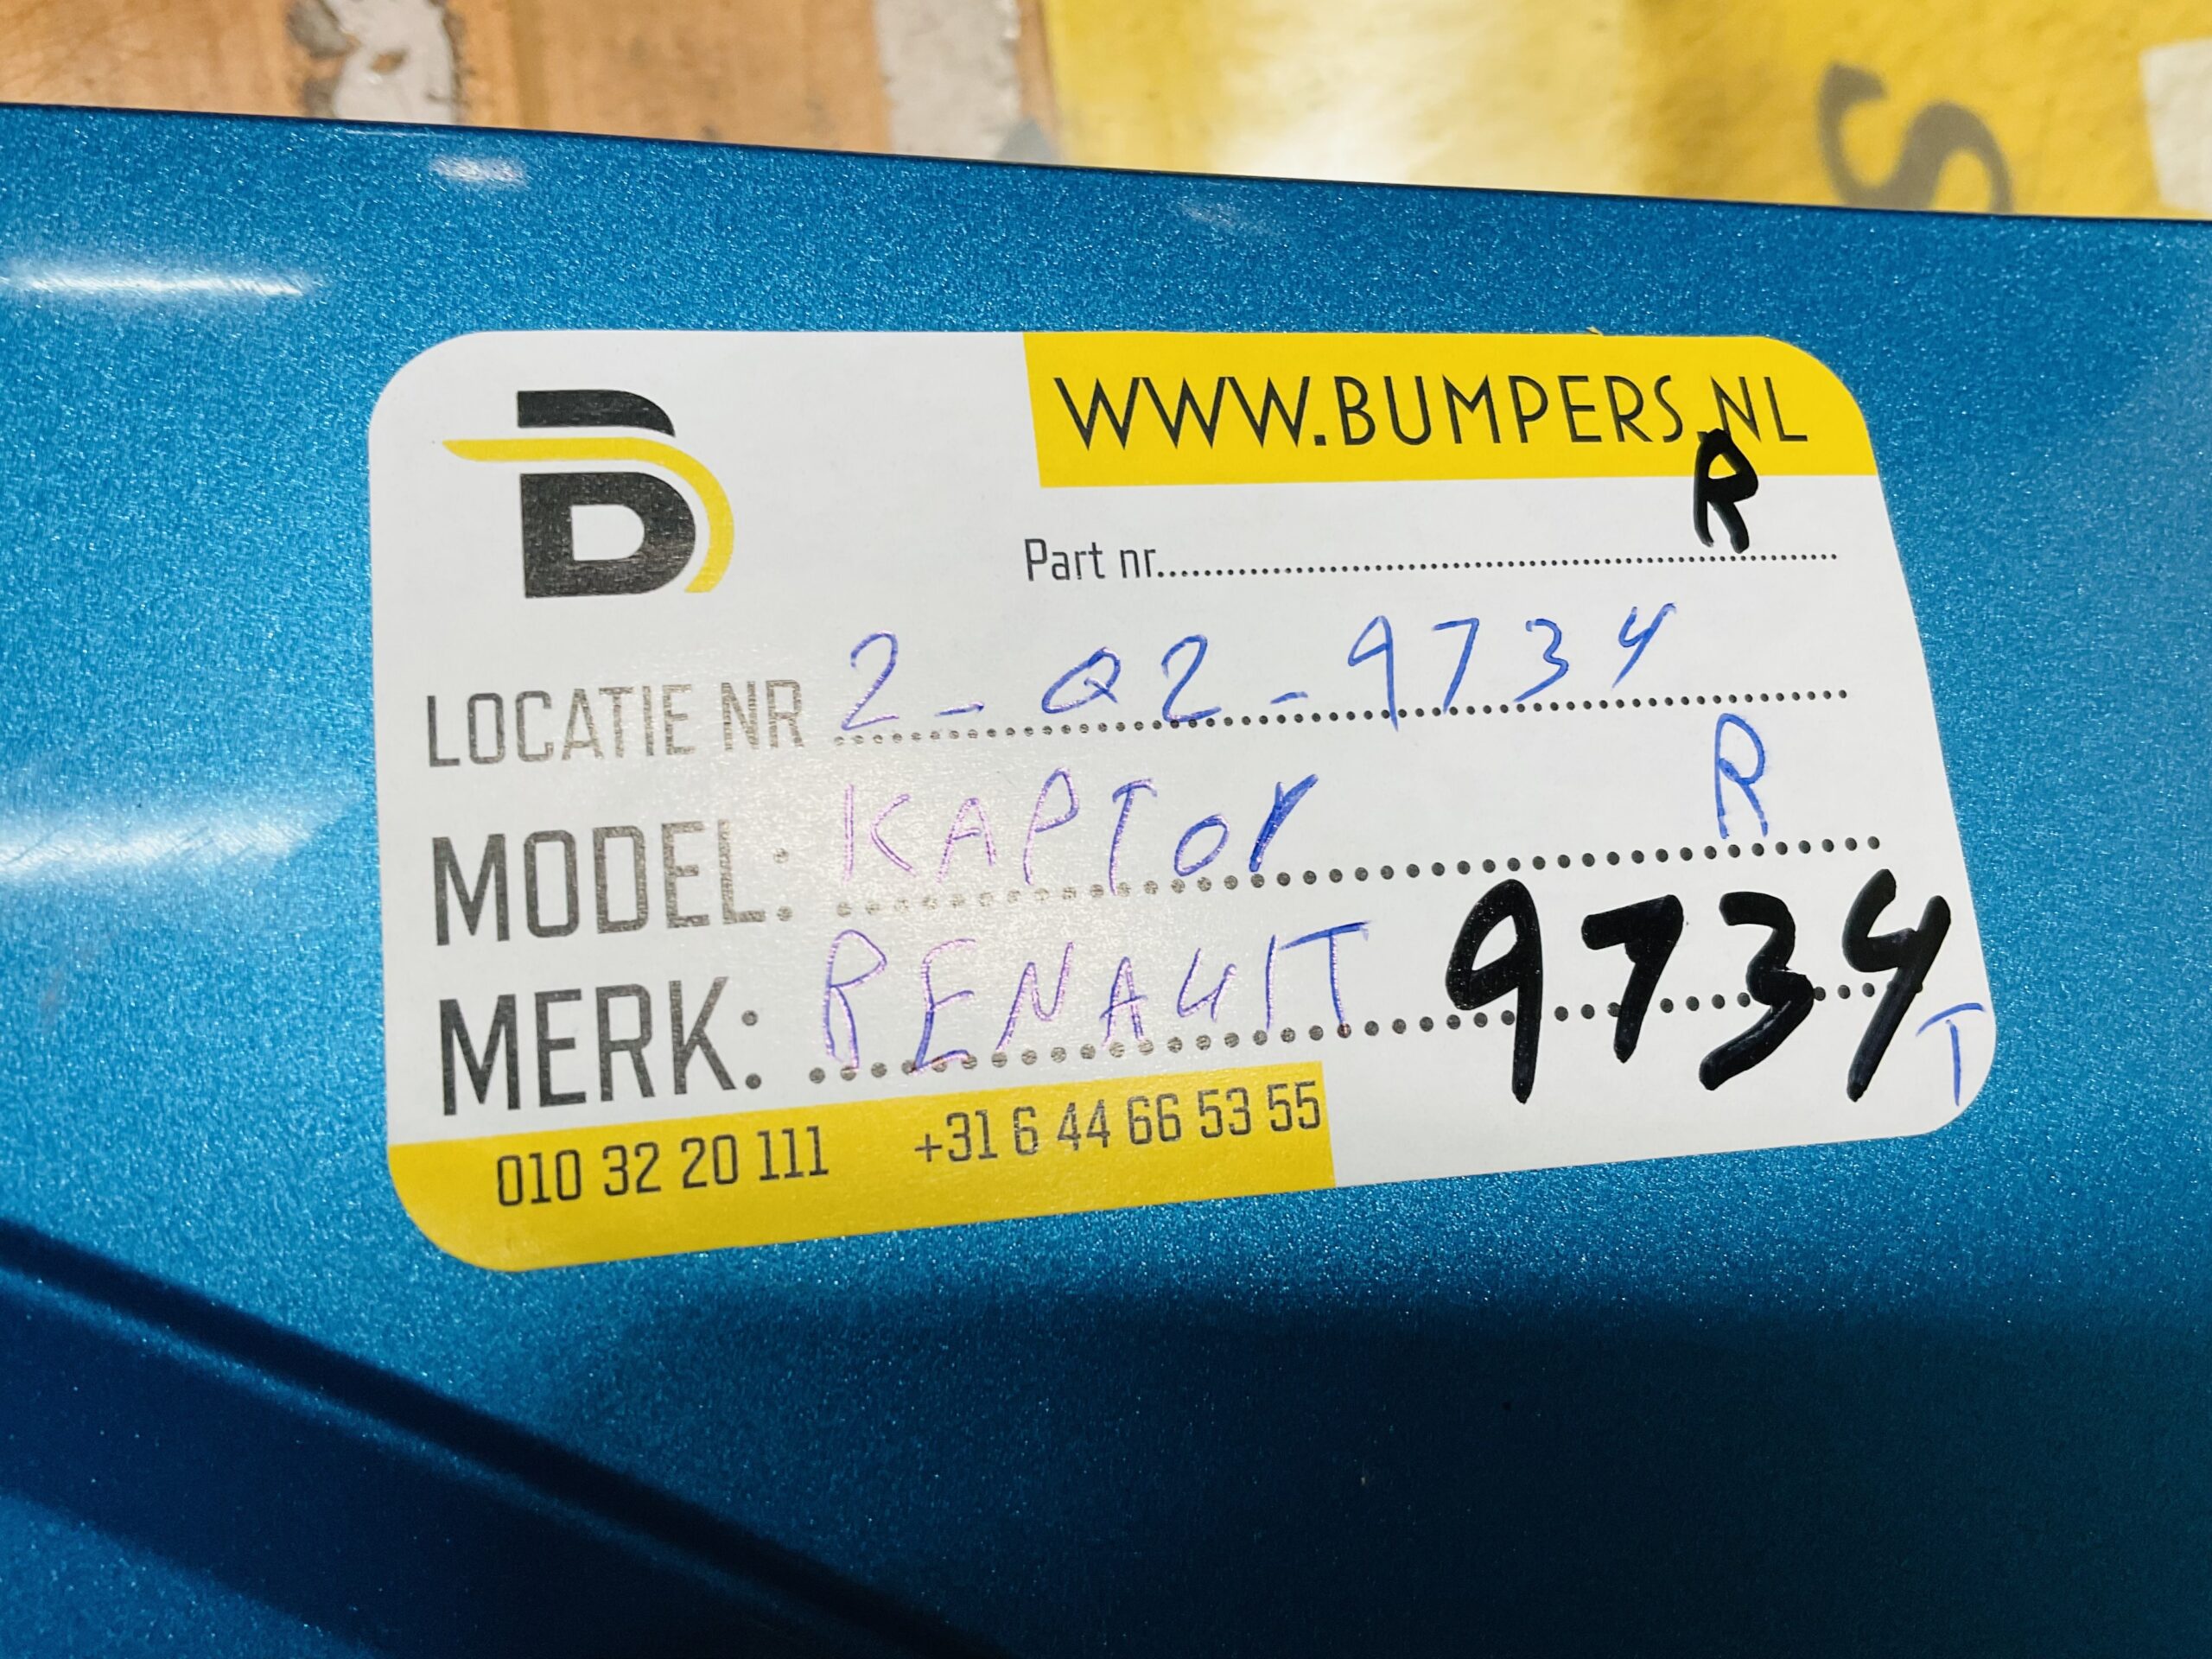 B
WWW.BUMPERS.NL
R
Part nr
LOCATIE NR 2-Q2-9734
MODEL: KAPTOr R
MERK: RENAULT 9734
T
010 32 20 111 +31 6 44 66 53 55
S